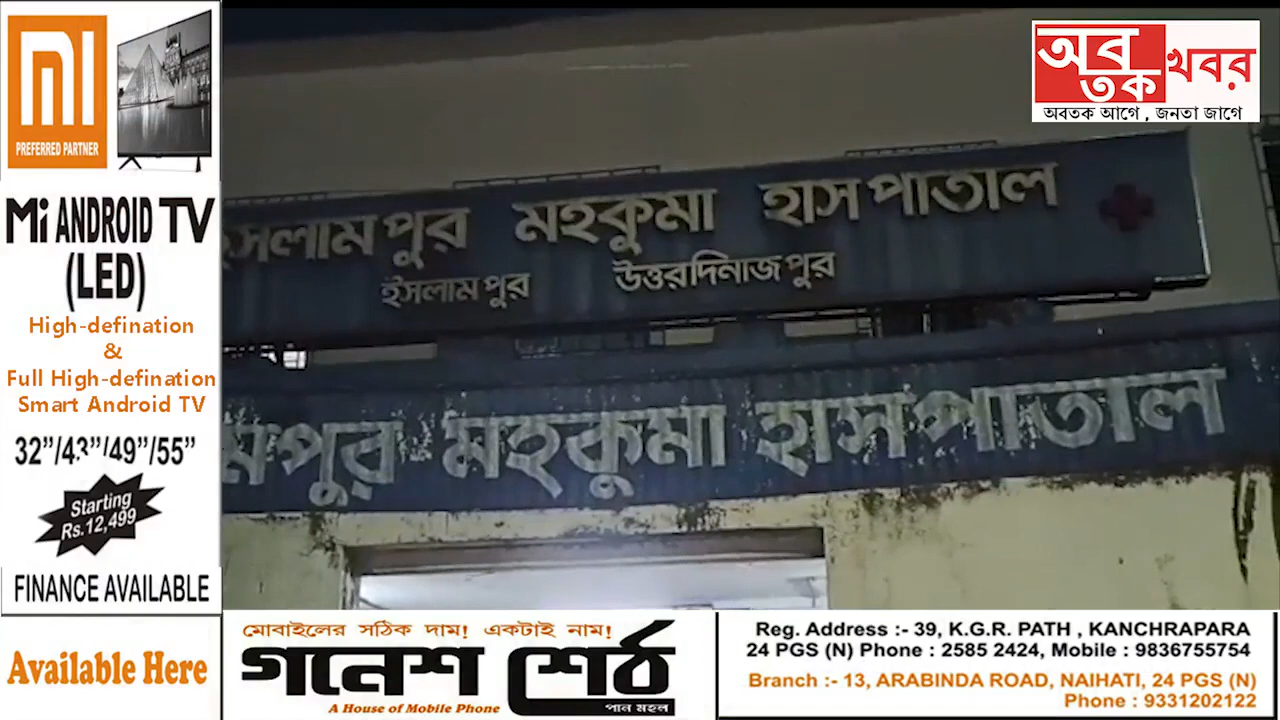 mi
PREFERRED PARTNER
Mi ANDROID TV
(LED)
High-defination
&
Full High-defination
Smart Android TV
32”/43”/49”/55”
Starting
Rs.12,499
FINANCE AVAILABLE
Available Here
অব
তক
খবর
অবতক আগে , জনতা জাগে
ইসলামপুর মহকুমা হাসপাতাল
ইসলামপুর উত্তরদিনাজপুর
মপুর মহকুমা হাসপাতাল
মোবাইলের সঠিক দাম! একটাই নাম!
গনেশ শেঠ
A House of Mobile Phone
পান মহল
Reg. Address :- 39, K.G.R. PATH , KANCHRAPARA
24 PGS (N) Phone : 2585 2424, Mobile : 9836755754
Branch :- 13, ARABINDA ROAD, NAIHATI, 24 PGS (N)
Phone : 9331202122